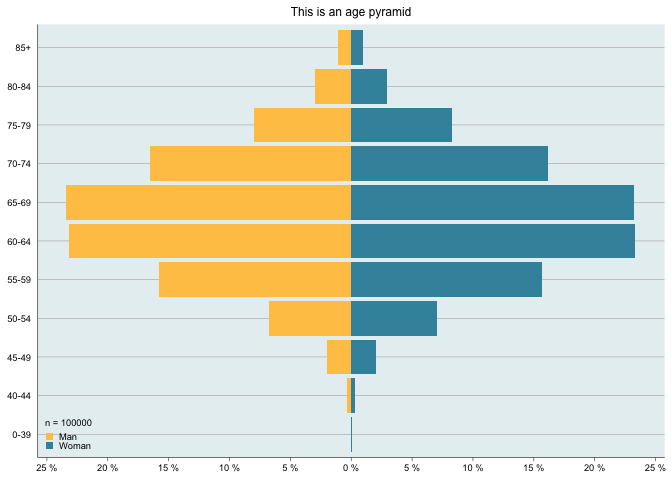 This is an age pyramid
85+
80-84
75-79
70-74
65-69
60-64
55-59
50-54
45-49
40-44
0-39
n = 100000
Man
Woman
25 % 20 % 15 % 10 % 5 % 0 % 5 % 10 % 15 % 20 % 25 %